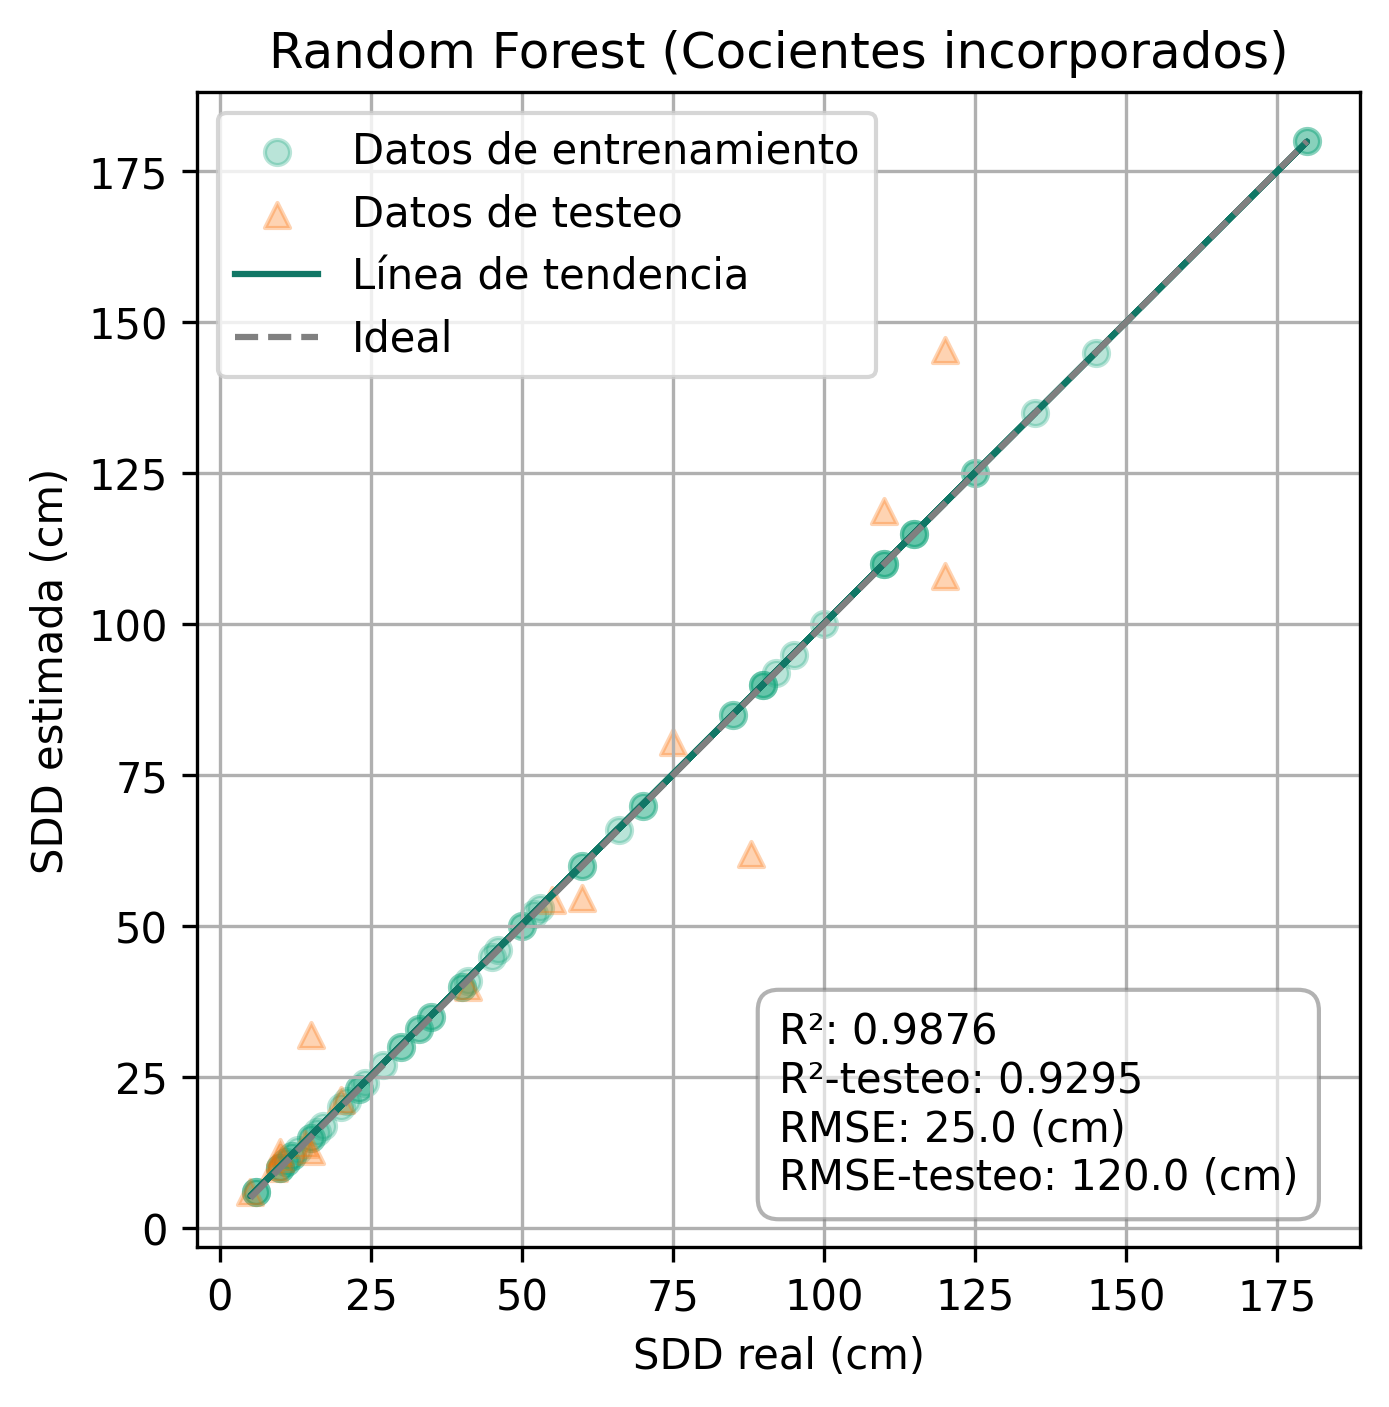 Random Forest (Cocientes incorporados)
Datos de entrenamiento
Datos de testeo
Línea de tendencia
Ideal
175
150
125
100
75
50
25
0
SDD estimada (cm)
R²: 0.9876
R²-testeo: 0.9295
RMSE: 25.0 (cm)
RMSE-testeo: 120.0 (cm)
0 25 50 75 100 125 150 175
SDD real (cm)